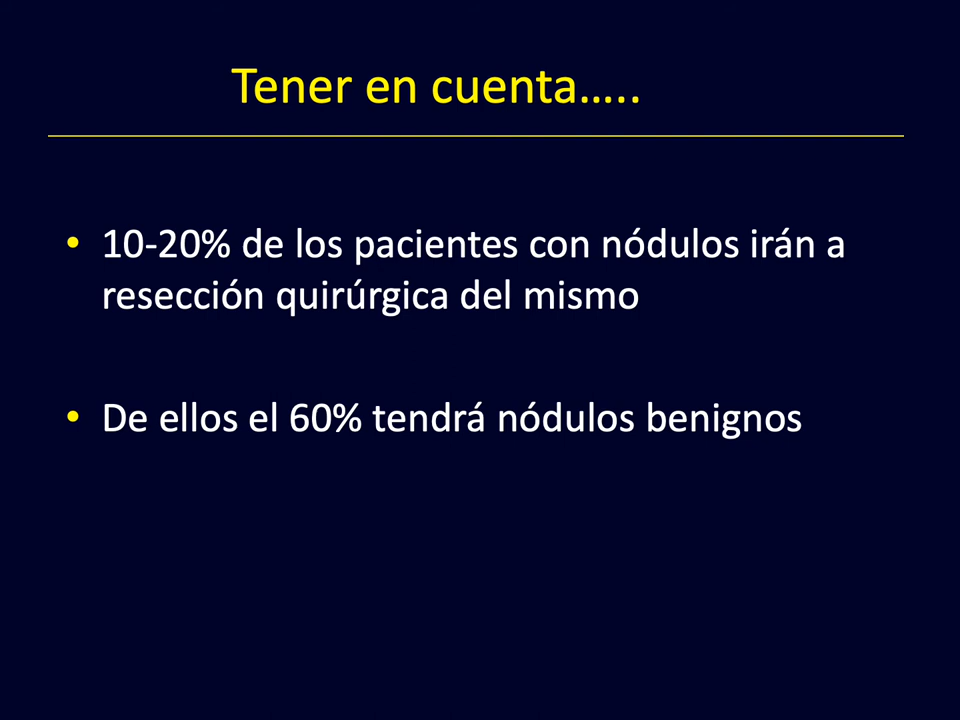 Tener en cuenta…..
• 10-20% de los pacientes con nódulos irán a
resección quirúrgica del mismo
• De ellos el 60% tendrá nódulos benignos